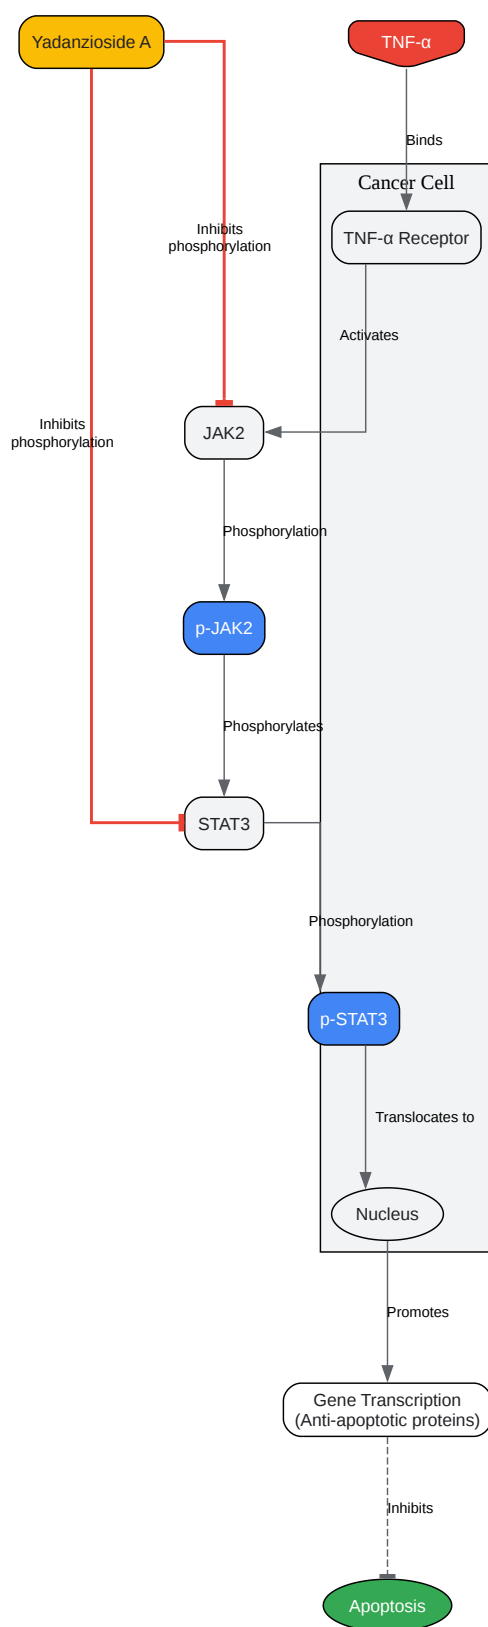 Yadanzioside A
TNF-α
Binds
Cancer Cell
TNF-α Receptor
Inhibits
phosphorylation
Activates
Inhibits
phosphorylation
JAK2
Phosphorylation
p-JAK2
Phosphorylates
STAT3
Phosphorylation
p-STAT3
Translocates to
Nucleus
Promotes
Gene Transcription
(Anti-apoptotic proteins)
Inhibits
Apoptosis